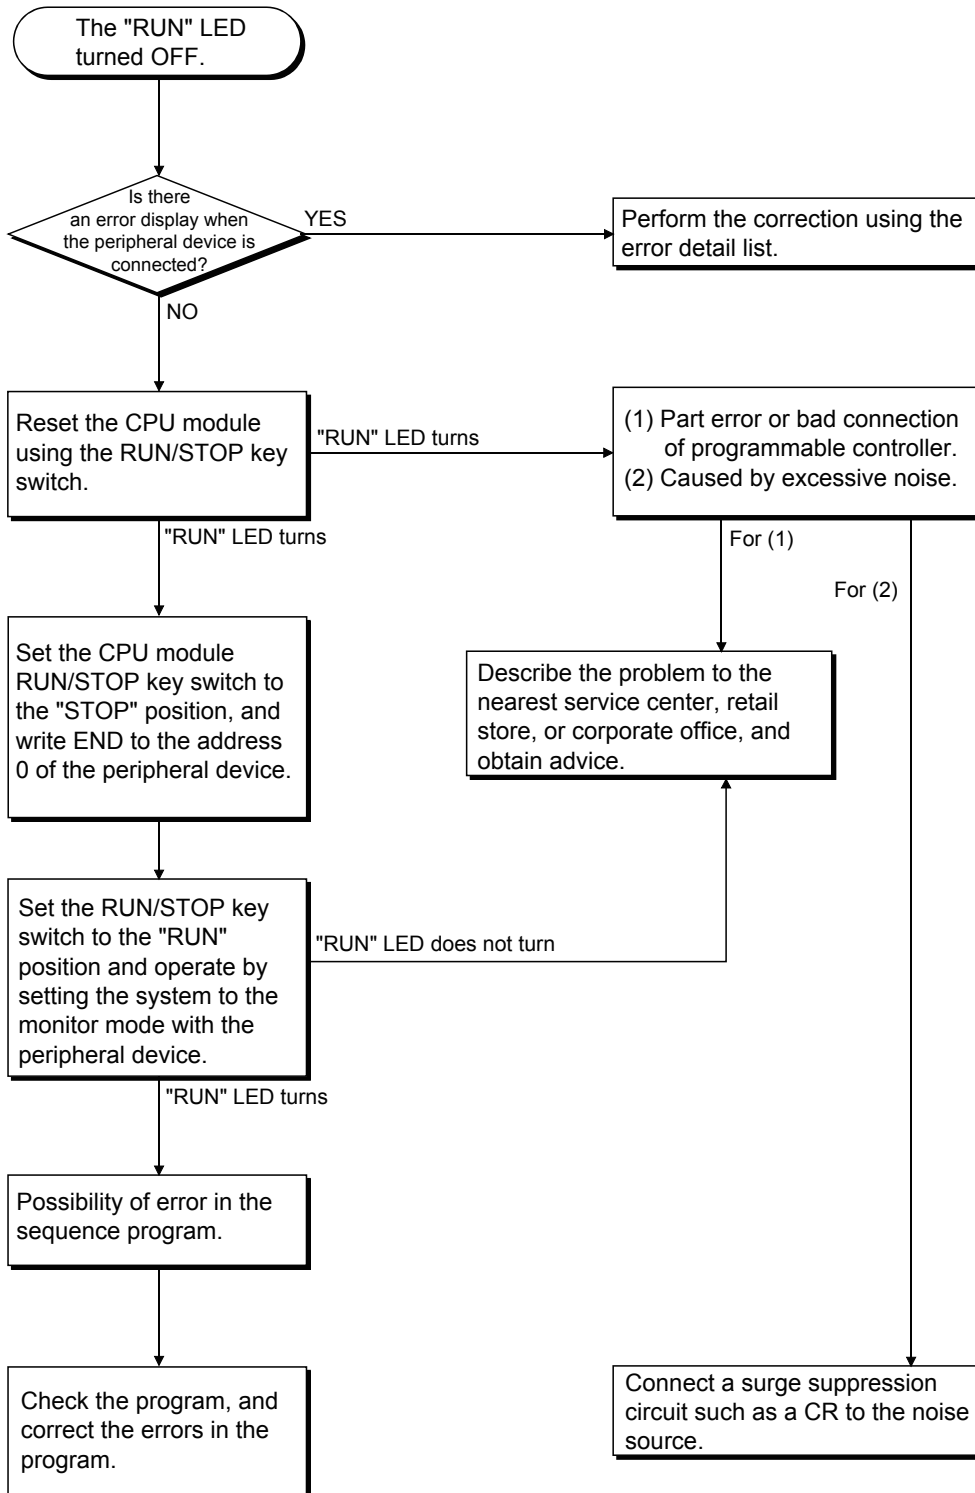 The "RUN" LED
turned OFF.
Is there
an error display when
the peripheral device is
connected?
YES
Perform the correction using the
error detail list.
NO
Reset the CPU module
using the RUN/STOP key
switch.
"RUN" LED turns
(1) Part error or bad connection
of programmable controller.
(2) Caused by excessive noise.
"RUN" LED turns
For (1)
For (2)
Set the CPU module
RUN/STOP key switch to
the "STOP" position, and
write END to the address
0 of the peripheral device.
Describe the problem to the
nearest service center, retail
store, or corporate office, and
obtain advice.
Set the RUN/STOP key
switch to the "RUN"
position and operate by
setting the system to the
monitor mode with the
peripheral device.
"RUN" LED does not turn
"RUN" LED turns
Possibility of error in the
sequence program.
Check the program, and
correct the errors in the
program.
Connect a surge suppression
circuit such as a CR to the noise
source.